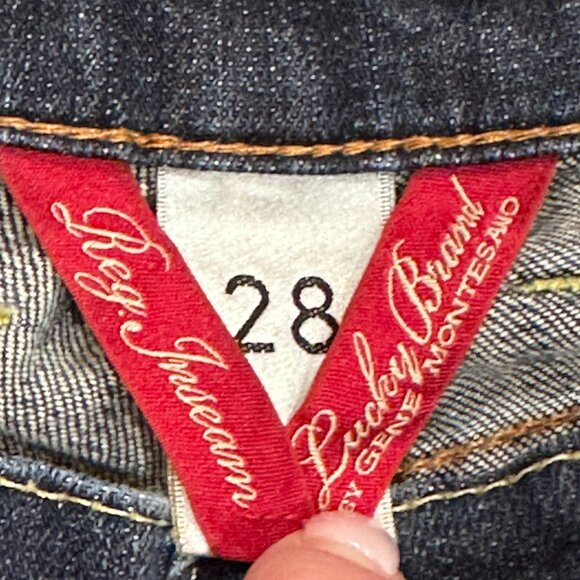 Reg. Inseam
28
Lucky Brand
BY GENE MONTESANO